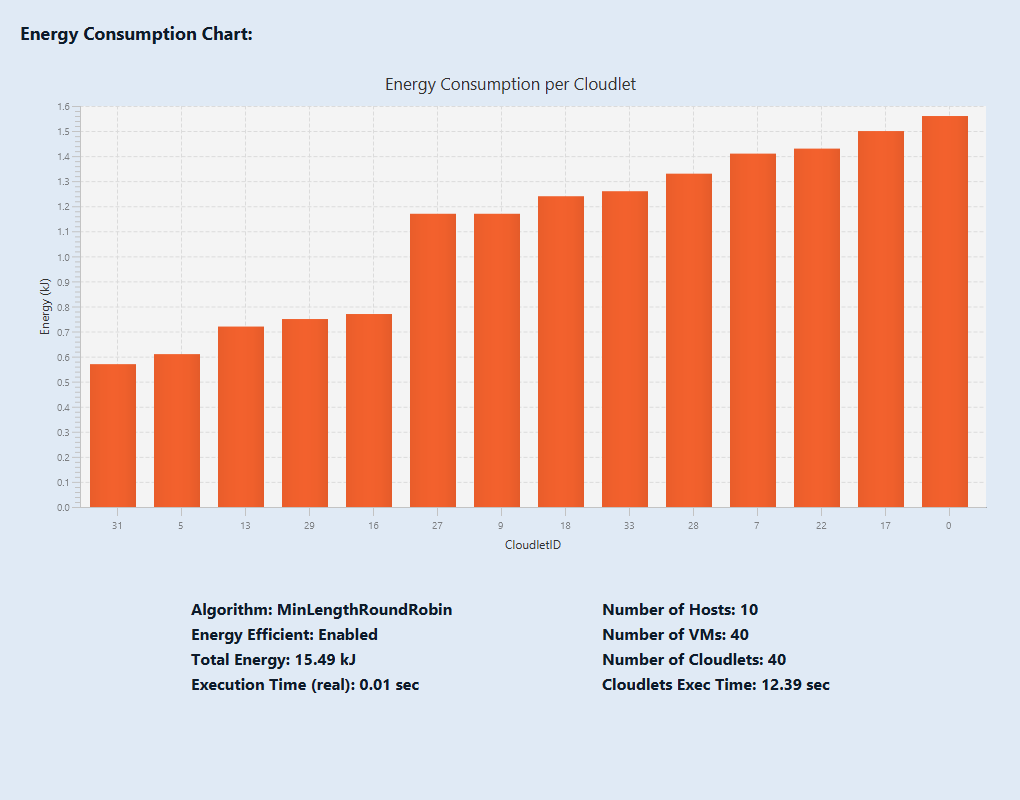 Energy Consumption Chart:
Energy Consumption per Cloudlet
1.6
1.5
1.4
1.3
1.2
1.1
1.0
0.9
0.8
0.7
0.6
0.5
0.4
0.3
0.2
0.1
0.0
Energy (kJ)
31 5 13 29 16 27 9 18 33 28 7 22 17 0
CloudletID
Algorithm: MinLengthRoundRobin
Energy Efficient: Enabled
Total Energy: 15.49 kJ
Execution Time (real): 0.01 sec
Number of Hosts: 10
Number of VMs: 40
Number of Cloudlets: 40
Cloudlets Exec Time: 12.39 sec